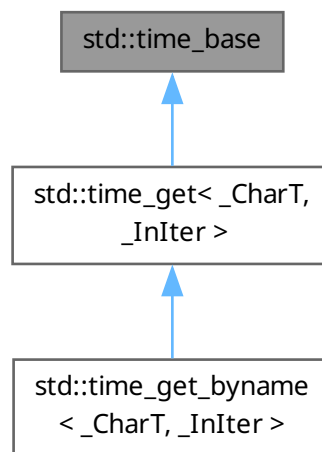 std::time_base
std::time_get< _CharT,
_InIter >
std::time_get_byname
< _CharT, _InIter >